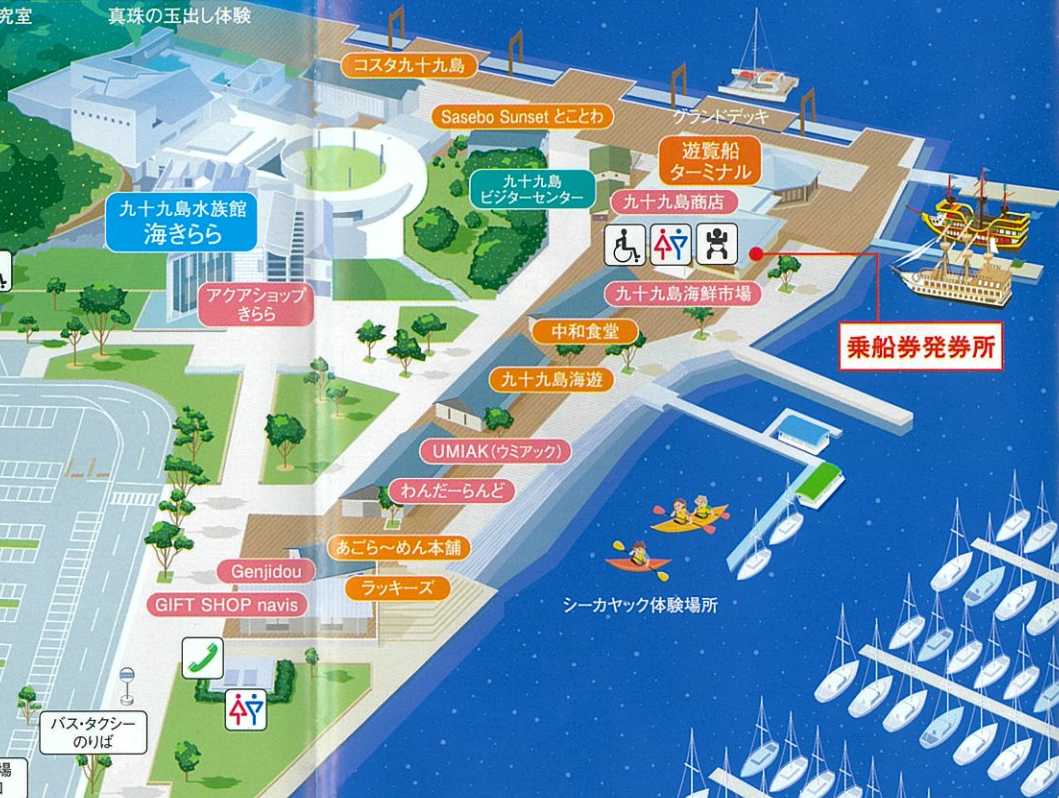 究室
真珠の玉出し体験
コスタ九十九島
Sasebo Sunset とことわ
グランドデッキ
遊覧船
ターミナル
九十九島
ビジターセンター
九十九島商店
九十九島水族館
海きらら
アクアショップ
きらら
九十九島海鮮市場
乗船券発券所
中和食堂
九十九島海遊
UMIAK(ウミアック)
わんだーらんど
あごら〜めん本舗
Genjidou
ラッキーズ
GIFT SHOP navis
シーカヤック体験場所
バス・タクシー
のりば
場